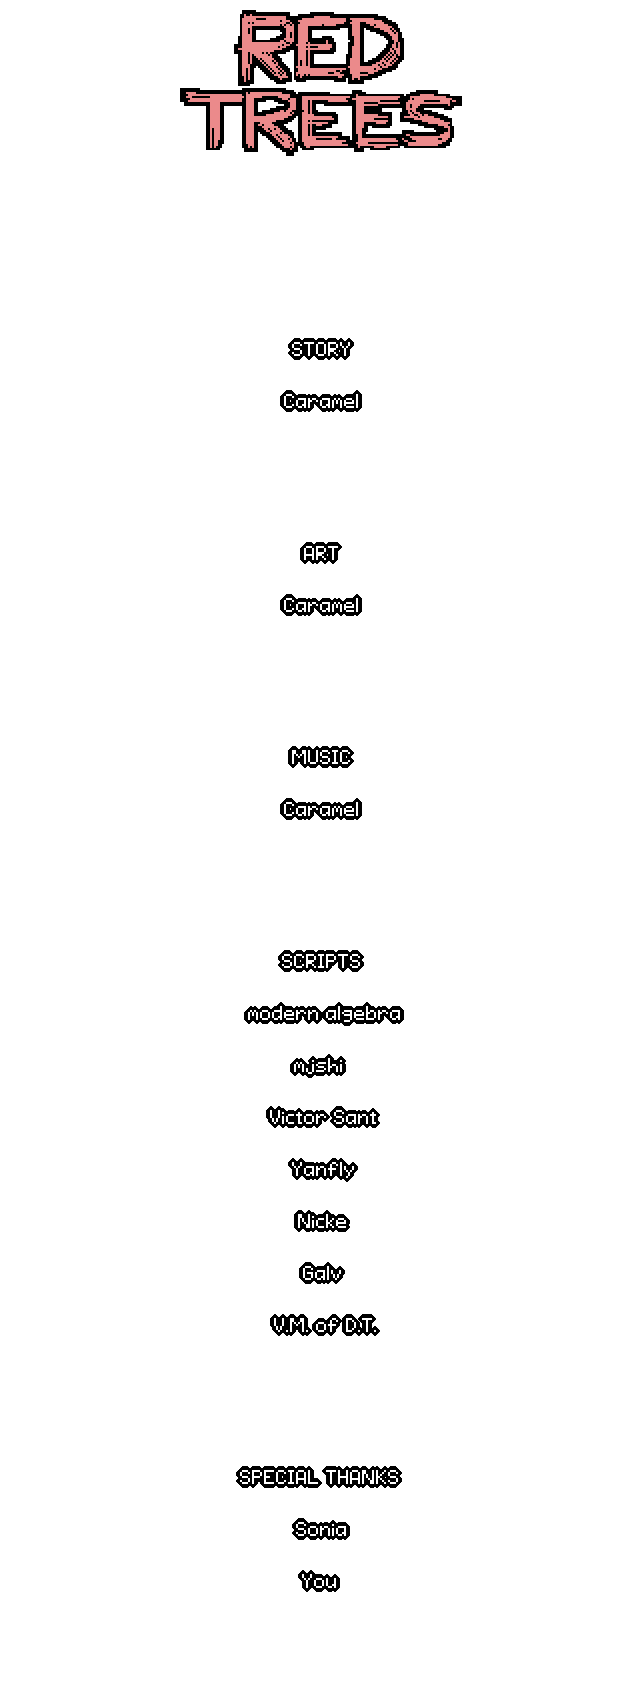 RED
TREES
STORY
Caramel
ART
Caramel
MUSIC
Caramel
SCRIPTS
modern algebra
mjshi
Victor Sant
Yanfly
Nicke
Galv
V.M. of D.T.
SPECIAL THANKS
Sonia
You